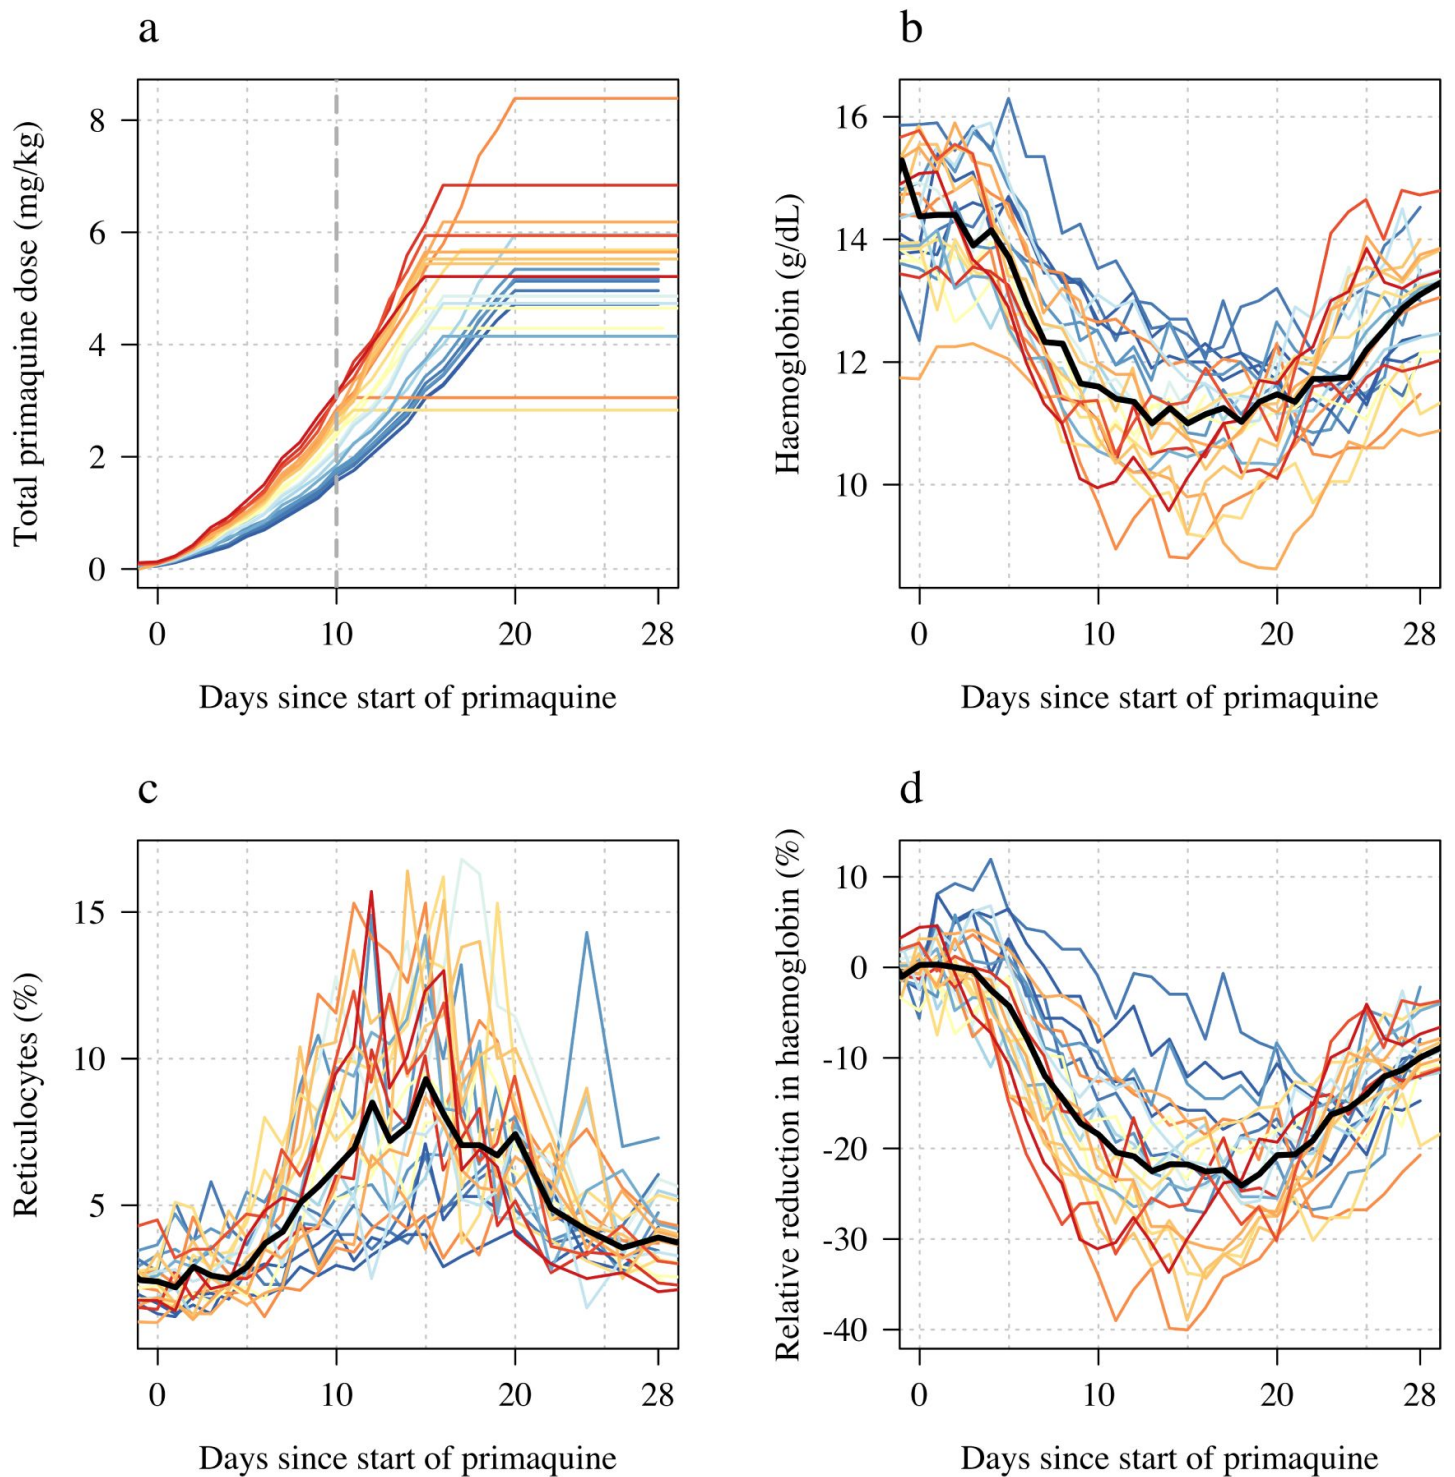 a
Total primaquine dose (mg/kg)
8
6
4
2
0
0 10 20 28
Days since start of primaquine
b
Haemoglobin (g/dL)
16
14
12
10
0 10 20 28
Days since start of primaquine
c
Reticulocytes (%)
15
10
5
0 10 20 28
Days since start of primaquine
d
Relative reduction in haemoglobin (%)
10
0
-10
-20
-30
-40
0 10 20 28
Days since start of primaquine